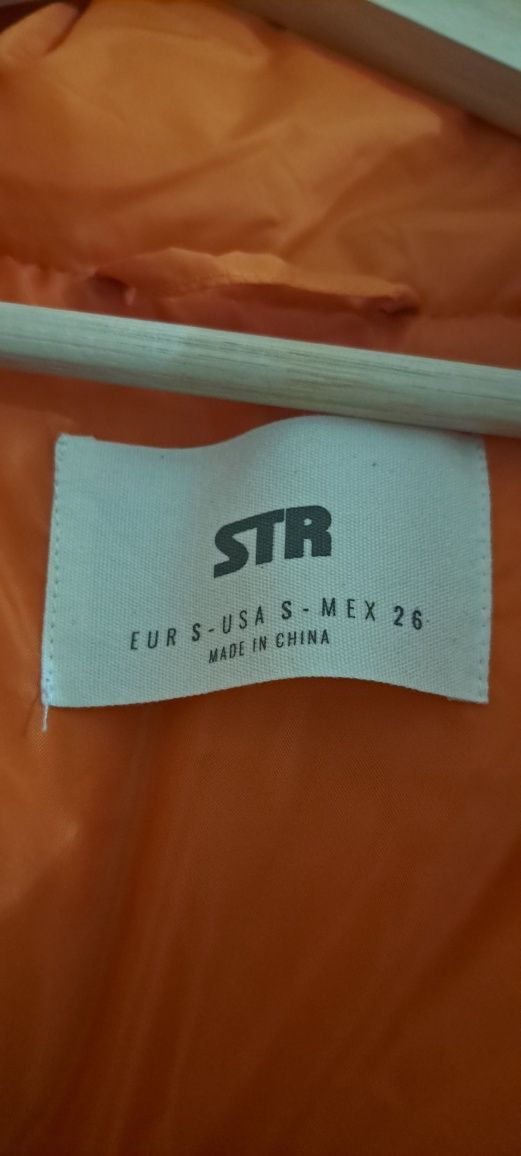 STR
EUR S - USA S - MEX 26
MADE IN CHINA